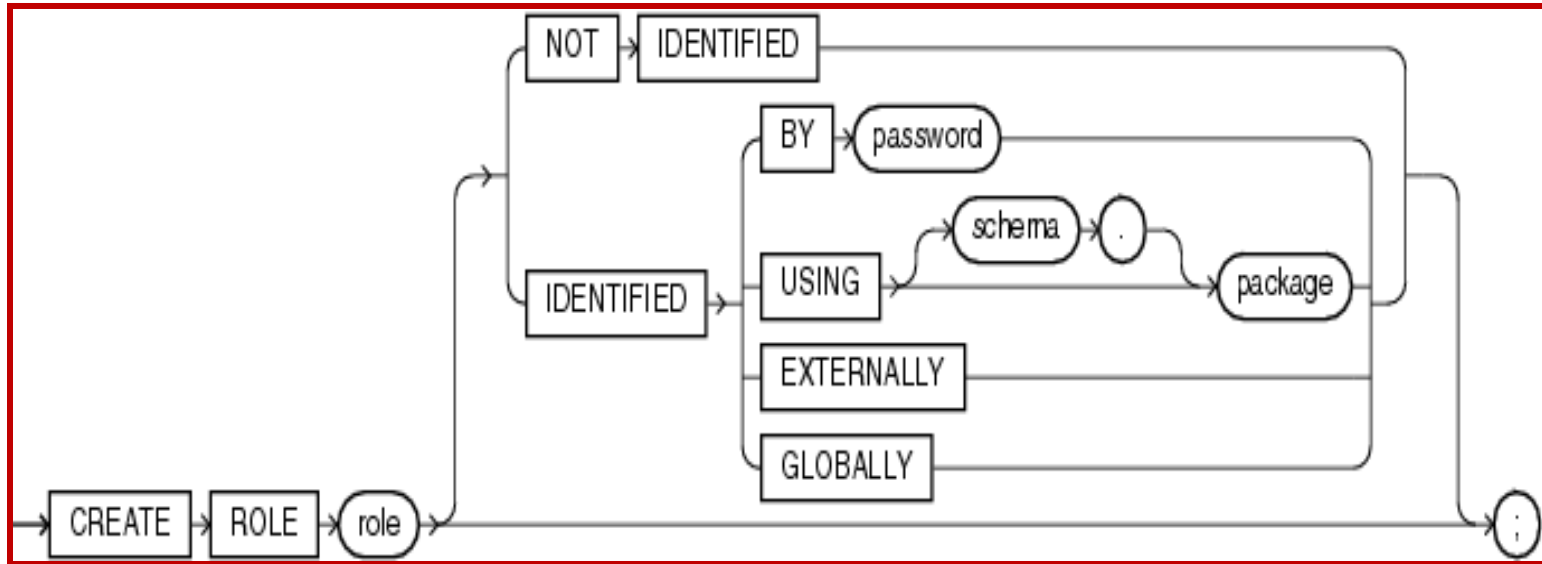 NOT IDENTIFIED
BY password
schema .
USING package
IDENTIFIED
EXTERNALLY
GLOBALLY
CREATE ROLE role ;